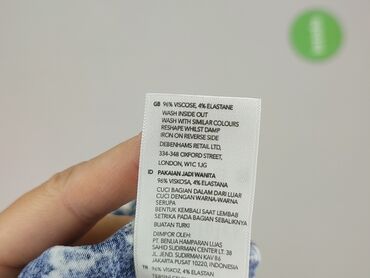 GB 96% VISCOSE, 4% ELASTANE
WASH INSIDE OUT
WASH WITH SIMILAR COLOURS
RESHAPE WHILST DAMP
IRON ON REVERSE SIDE
DEBENHAMS RETAIL LTD,
334-348 OXFORD STREET,
LONDON, W1C 1JG
ID PAKAIAN JADI WANITA
96% VISKOSA, 4% ELASTANA
CUCI BAGIAN DALAM DARI LUAR
CUCI DENGAN WARNA-WARNA
SERUPA
BENTUK KEMBALI SAAT LEMBAB
SETRIKA PADA BAGIAN SEBALIKNYA
BUATAN TURKI
DIIMPOR OLEH:
PT. BENUA HAMPARAN LUAS
SAHID SUDIRMAN CENTER LT. 38
JL. JEND. SUDIRMAN KAV 86
JAKARTA PUSAT 10220, INDONESIA
TR 96% VİSKOZ, 4% ELASTAN